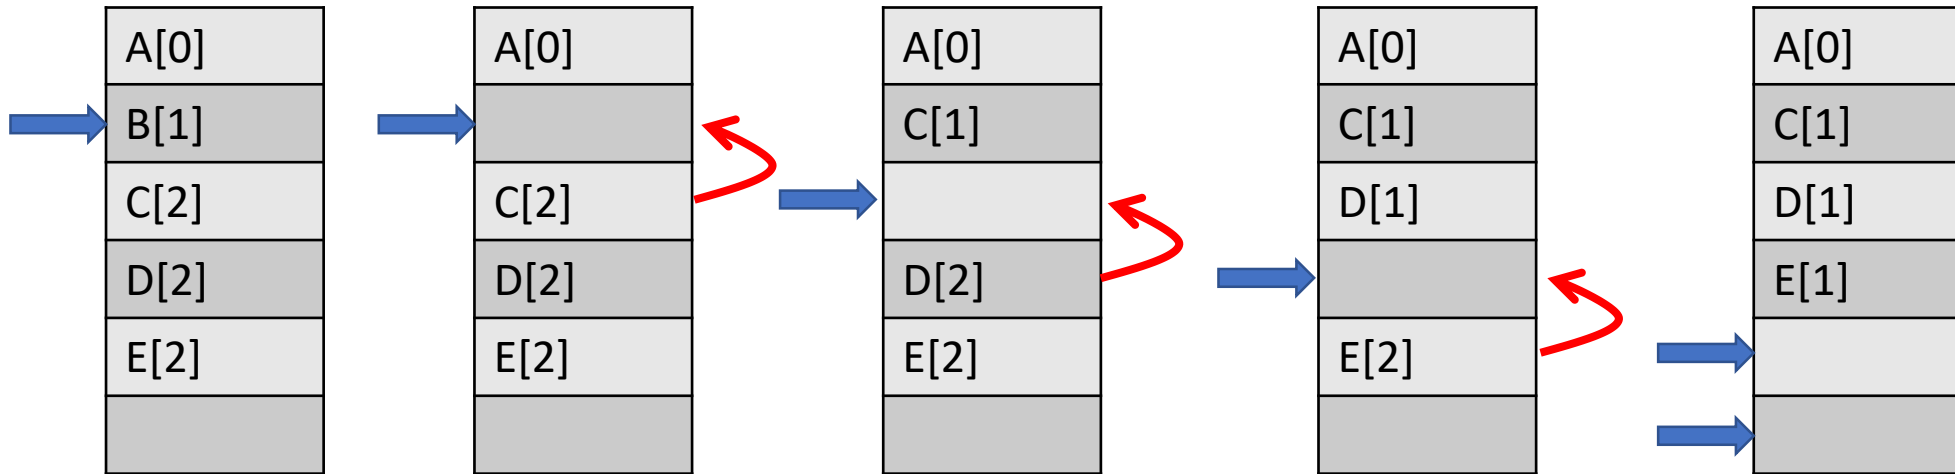 A[0] A[0] A[0] A[0] A[0]
B[1] C[1] C[1] C[1]
C[2] C[2] D[1] D[1]
D[2] D[2] D[2] E[1]
E[2] E[2] E[2] E[2]